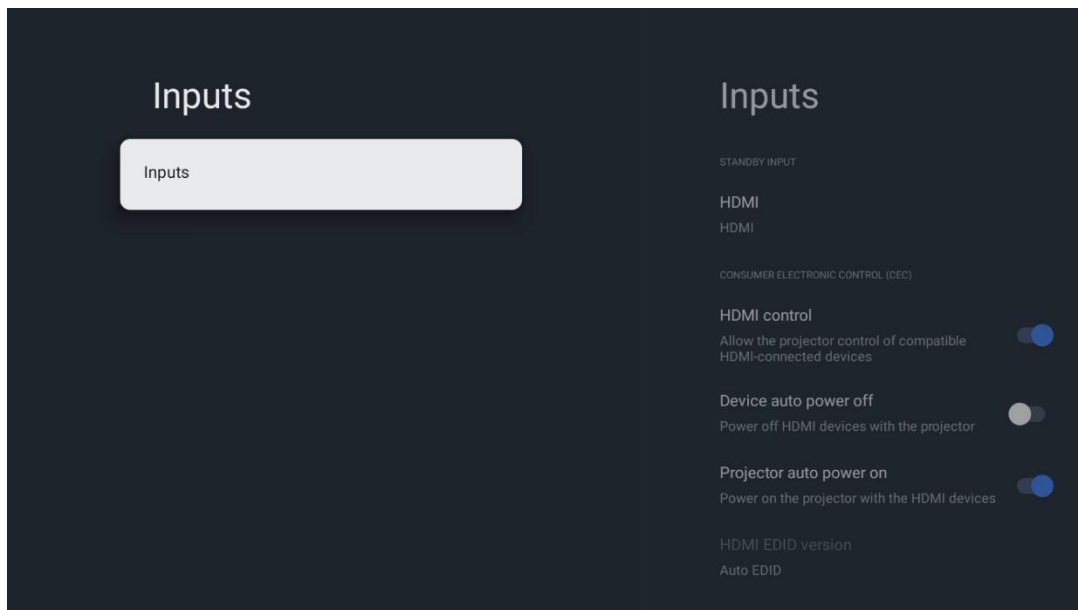 Inputs
Inputs
Inputs
STANDBY INPUT
HDMI
HDMI
CONSUMER ELECTRONIC CONTROL (CEC)
HDMI control
Allow the projector control of compatible
HDMI-connected devices
Device auto power off
Power off HDMI devices with the projector
Projector auto power on
Power on the projector with the HDMI devices
HDMI EDID version
Auto EDID